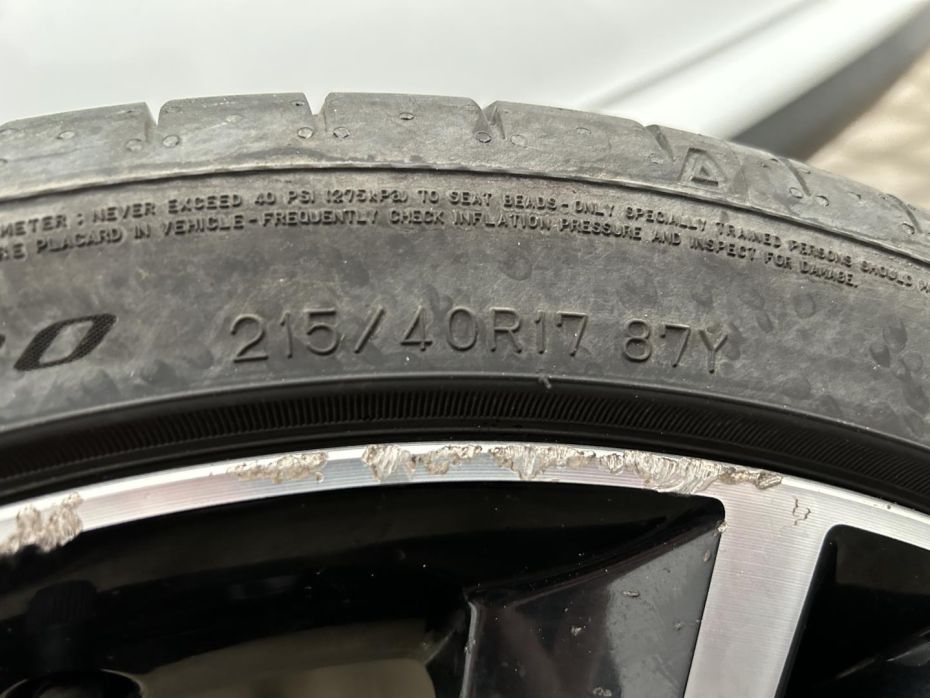 METER : NEVER EXCEED 40 PSI (275kPa) TO SEAT BEADS - ONLY SPECIALLY TRAINED PERSONS SHOULD
PLACARD IN VEHICLE - FREQUENTLY CHECK INFLATION PRESSURE AND INSPECT FOR DAMAGE.
215/40R17 87Y